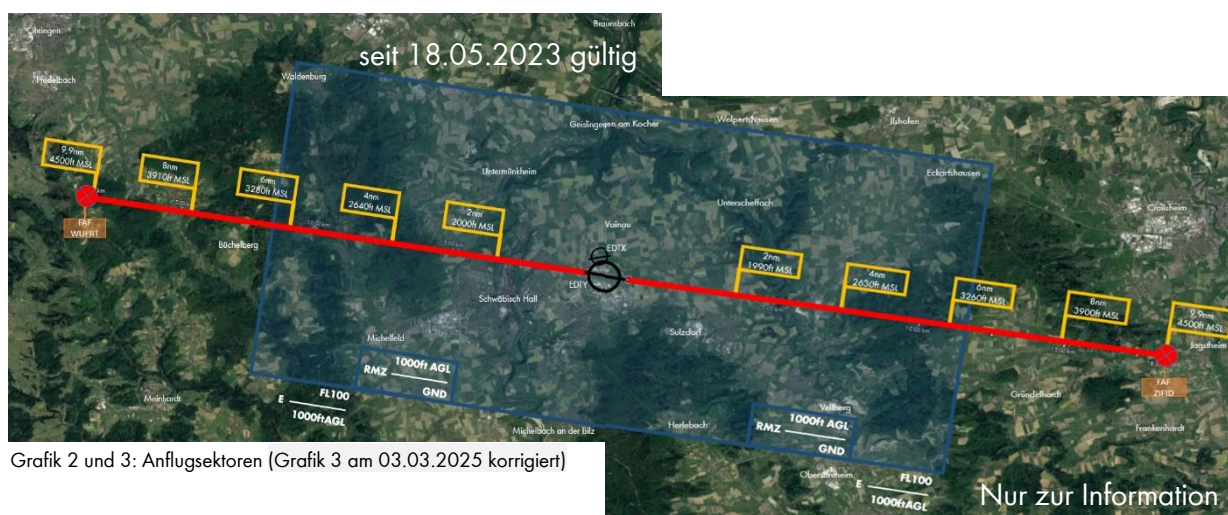 Öhringen
Braunsbach
seit 18.05.2023 gültig
Pfedelbach
Waldenburg
Geislingen am Kocher
Wolpertshausen
Ilshofen
9,9nm
4500ft MSL
8nm
3910ft MSL
6nm
3280ft MSL
4nm
2640ft MSL
2nm
2000ft MSL
Untermünkheim
Eckartshausen
Unterscheffach
Crailsheim
FAF
WUERT
Büchelberg
Vainau
EDTX
EDTY
2nm
1990ft MSL
4nm
2630ft MSL
6nm
3260ft MSL
8nm
3900ft MSL
9,9nm
4500ft MSL
Schwäbisch Hall
Sulzdorf
Jagstheim
Michelfeld
1000ft AGL
RMZ
GND
FAF
ZIFID
Gründelhardt
Meinhardt
FL100
E
1000ftAGL
Vellberg
1000ft AGL
RMZ
GND
Michelbach an der Bilz
Herlebach
Frankenhardt
Grafik 2 und 3: Anflugsektoren (Grafik 3 am 03.03.2025 korrigiert)
Obersontheim
FL100
E
1000ftAGL
Nur zur Information